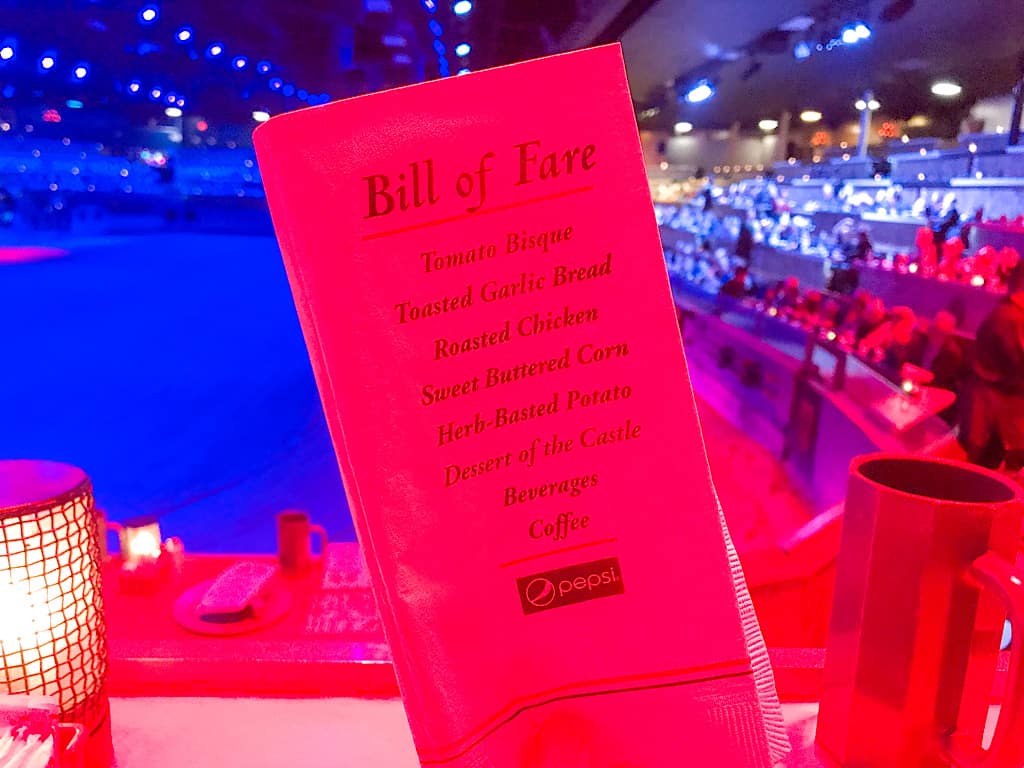 Bill of Fare
Tomato Bisque
Toasted Garlic Bread
Roasted Chicken
Sweet Buttered Corn
Herb-Basted Potato
Dessert of the Castle
Beverages
Coffee
pepsi